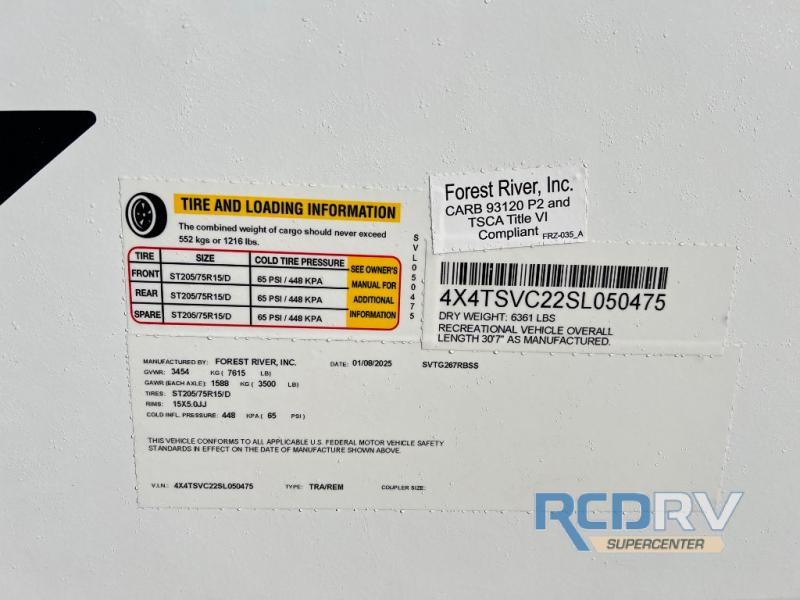 TIRE AND LOADING INFORMATION
The combined weight of cargo should never exceed
552 kgs or 1216 lbs.
TIRE SIZE COLD TIRE PRESSURE
FRONT ST205/75R15/D 65 PSI / 448 KPA
REAR ST205/75R15/D 65 PSI / 448 KPA
SPARE ST205/75R15/D 65 PSI / 448 KPA
SEE OWNER'S
MANUAL FOR
ADDITIONAL
INFORMATION
SVL050475
Forest River, Inc.
CARB 93120 P2 and
TSCA Title VI
Compliant FRZ-035_A
4X4TSVC22SL050475
DRY WEIGHT: 6361 LBS
RECREATIONAL VEHICLE OVERALL
LENGTH 30'7" AS MANUFACTURED.
MANUFACTURED BY: FOREST RIVER, INC. DATE: 01/08/2025 SVTG267RBSS
GVWR: 3454 KG ( 7615 LB)
GAWR (EACH AXLE): 1588 KG ( 3500 LB)
TIRES: ST205/75R15/D
RIMS: 15X5.0JJ
COLD INFL. PRESSURE: 448 KPA ( 65 PSI )
THIS VEHICLE CONFORMS TO ALL APPLICABLE U.S. FEDERAL MOTOR VEHICLE SAFETY
STANDARDS IN EFFECT ON THE DATE OF MANUFACTURE SHOWN ABOVE.
V.I.N.: 4X4TSVC22SL050475 TYPE: TRA/REM COUPLER SIZE:
RCDRV
SUPERCENTER